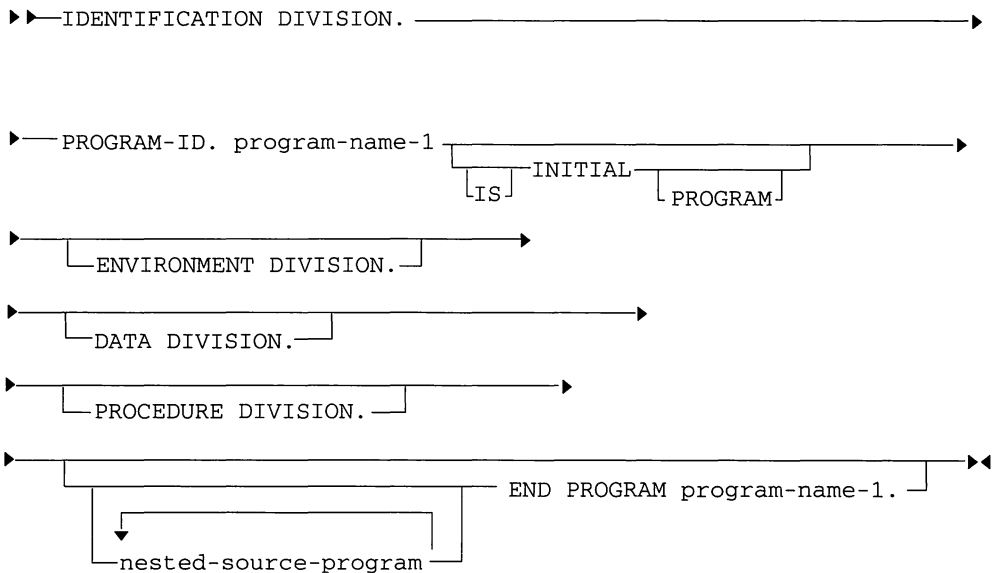 IDENTIFICATION DIVISION.
PROGRAM-ID. program-name-1
INITIAL
IS
PROGRAM
ENVIRONMENT DIVISION.
DATA DIVISION.
PROCEDURE DIVISION.
END PROGRAM program-name-1.
nested-source-program